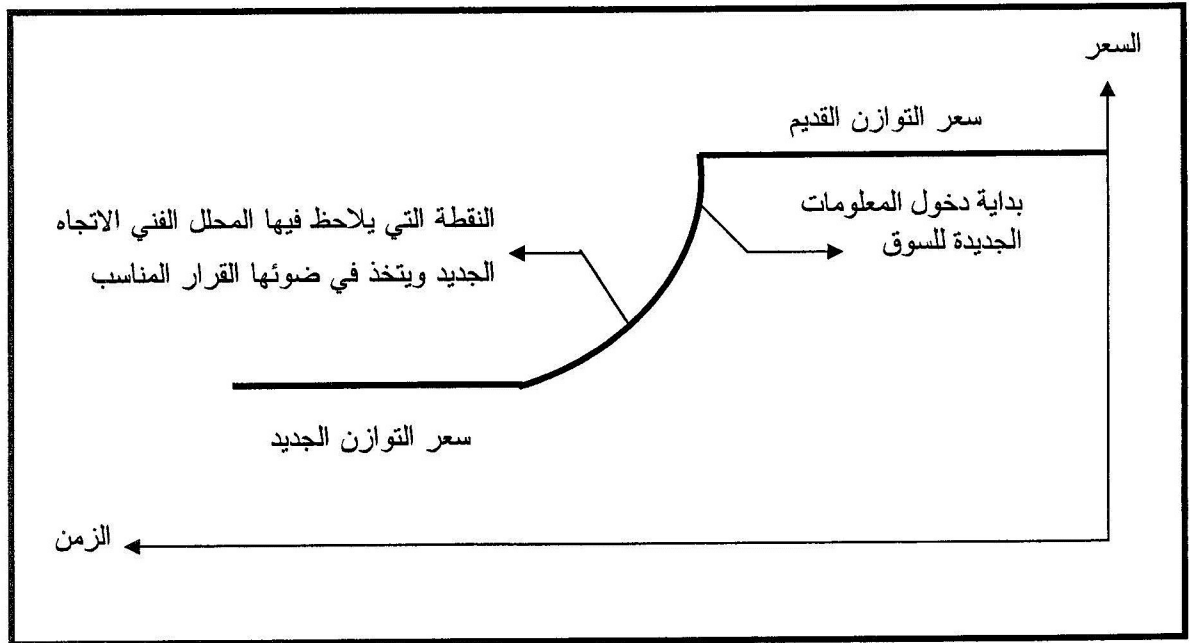 السعر
سعر التوازن القديم
بداية دخول المعلومات
الجديدة للسوق
النقطة التي يلاحظ فيها المحلل الفني الاتجاه
الجديد ويتخذ في ضوئها القرار المناسب
سعر التوازن الجديد
الزمن